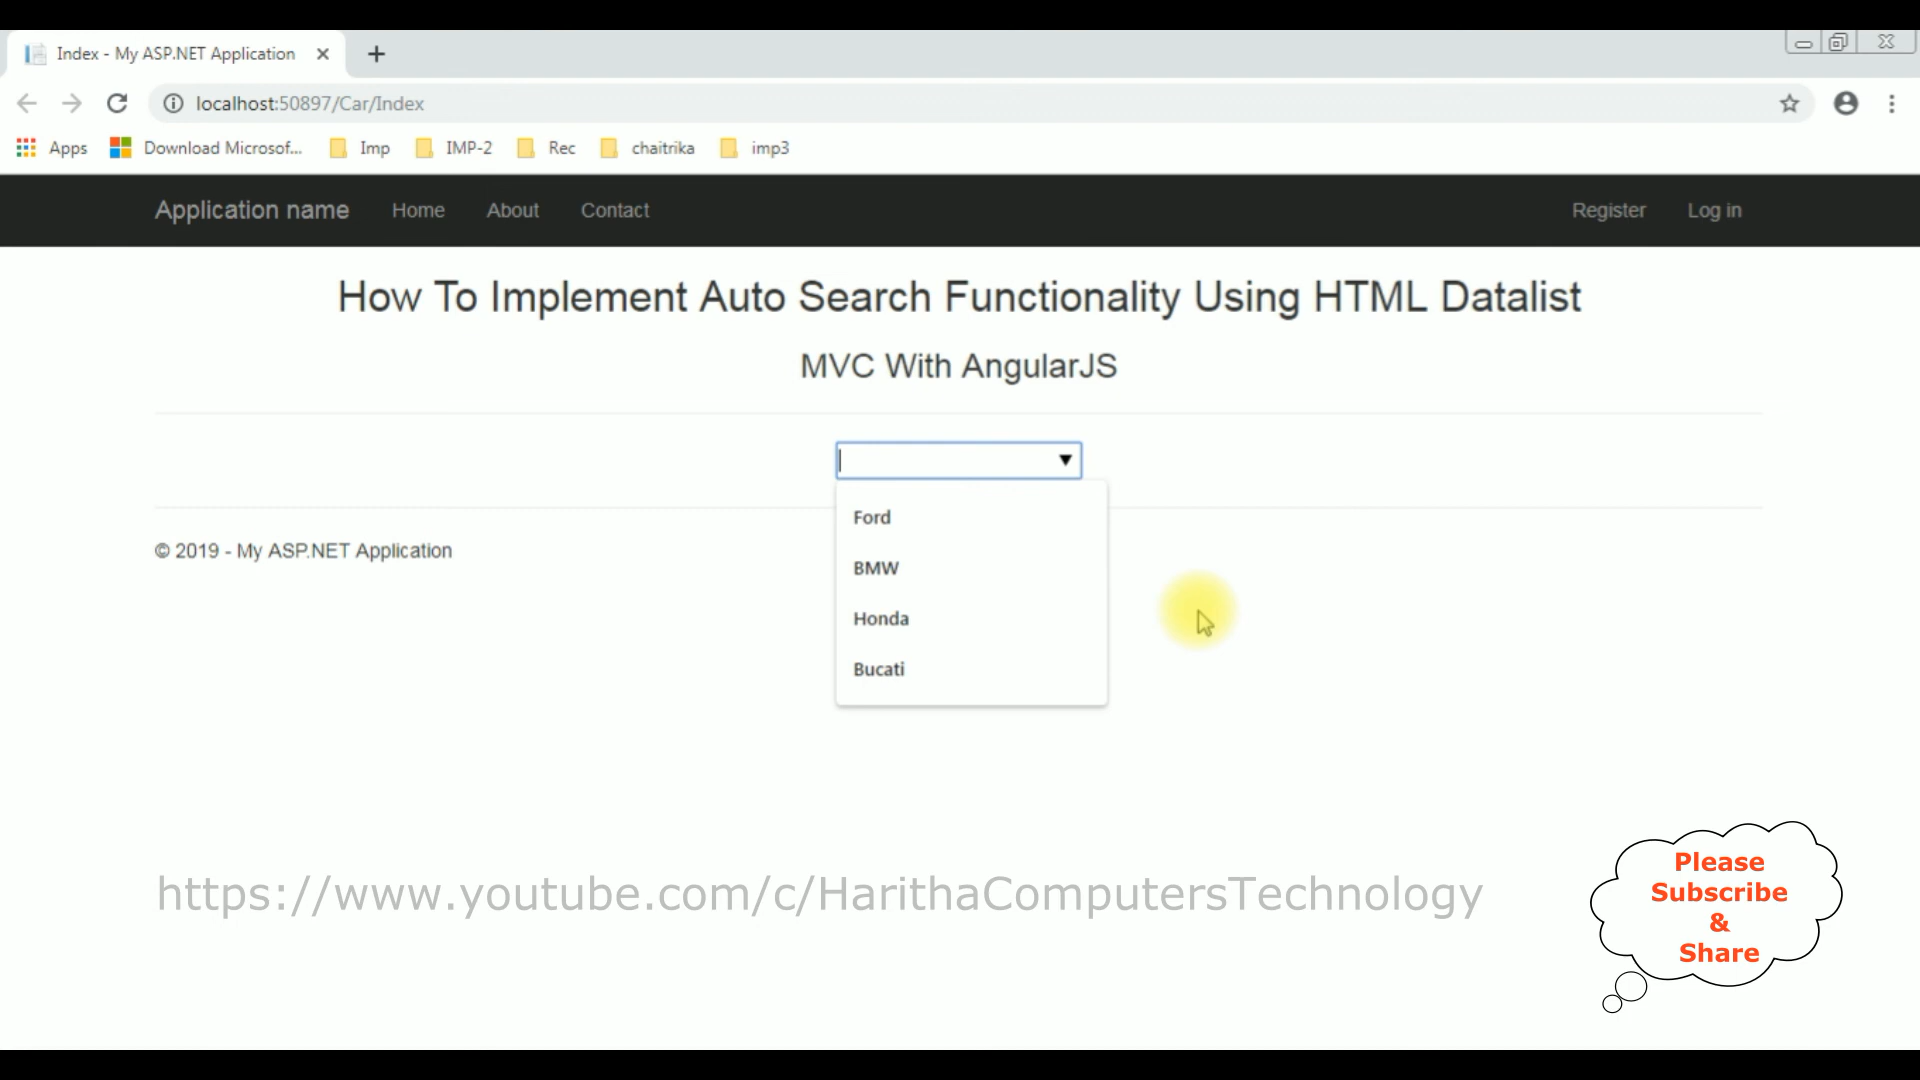 Index - My ASP.NET Application
localhost:50897/Car/Index
Apps Download Microsof... Imp IMP-2 Rec chaitrika imp3
Application name Home About Contact Register Log in
How To Implement Auto Search Functionality Using HTML Datalist
MVC With AngularJS
Ford
© 2019 - My ASP.NET Application
BMW
Honda
Bucati
https://www.youtube.com/c/HarithaComputersTechnology
Please
Subscribe
&
Share